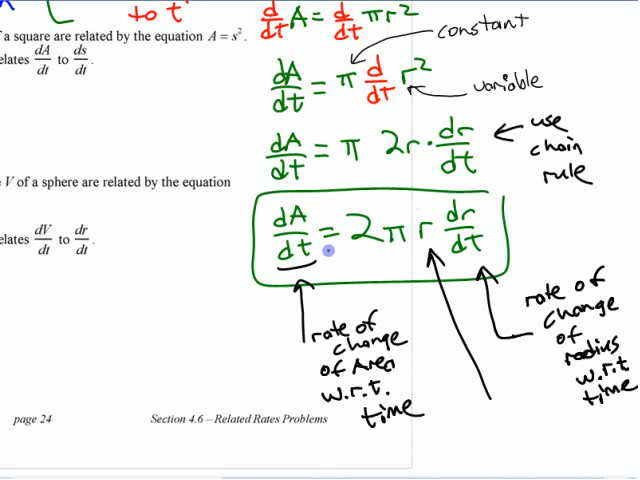 to t
d/dt A = d/dt πr²
of a square are related by the equation A = s².
elates dA/dt to ds/dt.
constant
dA/dt = π d/dt r²
variable
dA/dt = π 2r · dr/dt
use
chain
rule
V of a sphere are related by the equation
dA/dt = 2π r dr/dt
elates dV/dt to dr/dt.
rate of
change
of Area
w.r.t.
time
rate of
change
of
radius
w.r.t
time
page 24
Section 4.6 – Related Rates Problems